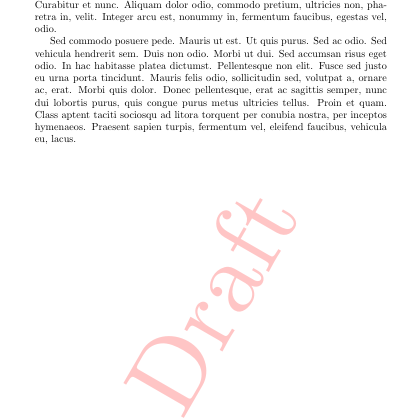 Curabitur et nunc. Aliquam dolor odio, commodo pretium, ultricies non, pha-
retra in, velit. Integer arcu est, nonummy in, fermentum faucibus, egestas vel,
odio.
Sed commodo posuere pede. Mauris ut est. Ut quis purus. Sed ac odio. Sed
vehicula hendrerit sem. Duis non odio. Morbi ut dui. Sed accumsan risus eget
odio. In hac habitasse platea dictumst. Pellentesque non elit. Fusce sed justo
eu urna porta tincidunt. Mauris felis odio, sollicitudin sed, volutpat a, ornare
ac, erat. Morbi quis dolor. Donec pellentesque, erat ac sagittis semper, nunc
dui lobortis purus, quis congue purus metus ultricies tellus. Proin et quam.
Class aptent taciti sociosqu ad litora torquent per conubia nostra, per inceptos
hymenaeos. Praesent sapien turpis, fermentum vel, eleifend faucibus, vehicula
eu, lacus.
Draft